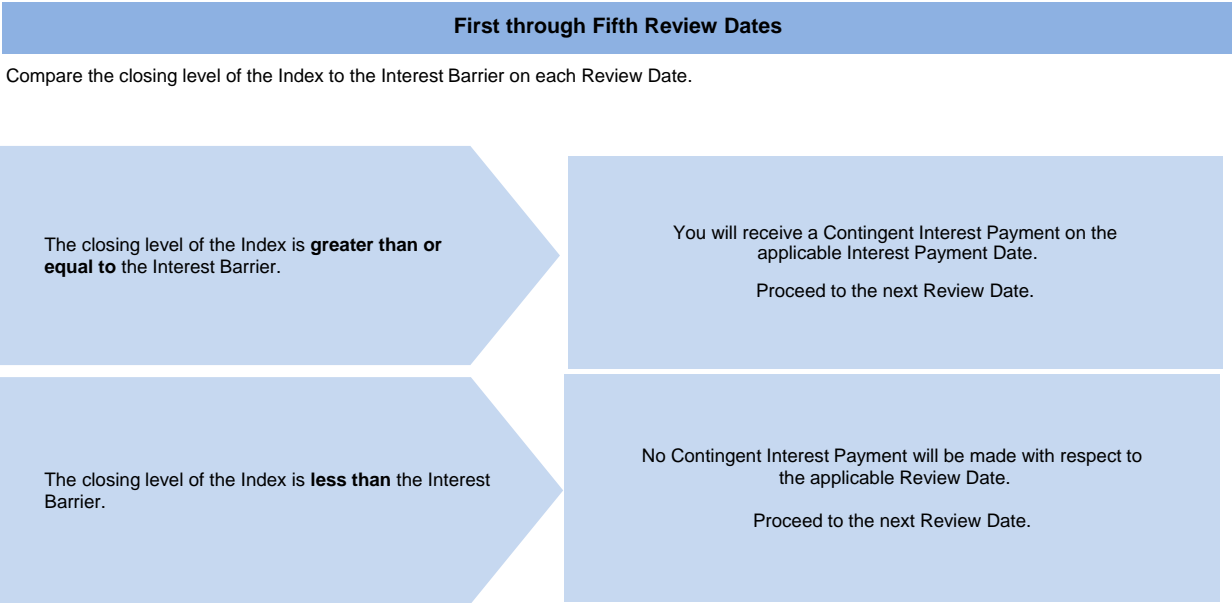 First through Fifth Review Dates
Compare the closing level of the Index to the Interest Barrier on each Review Date.
The closing level of the Index is greater than or
equal to the Interest Barrier.
You will receive a Contingent Interest Payment on the
applicable Interest Payment Date.
Proceed to the next Review Date.
The closing level of the Index is less than the Interest
Barrier.
No Contingent Interest Payment will be made with respect to
the applicable Review Date.
Proceed to the next Review Date.